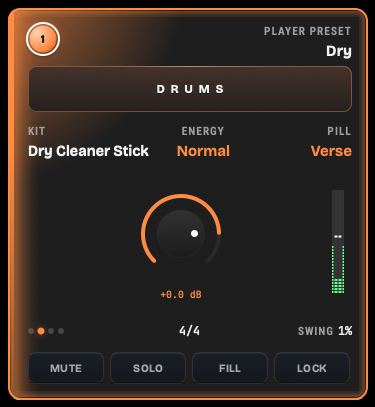 1
PLAYER PRESET
Dry
DRUMS
KIT ENERGY PILL
Dry Cleaner Stick Normal Verse
+0.0 dB
4/4 SWING 1%
MUTE SOLO FILL LOCK